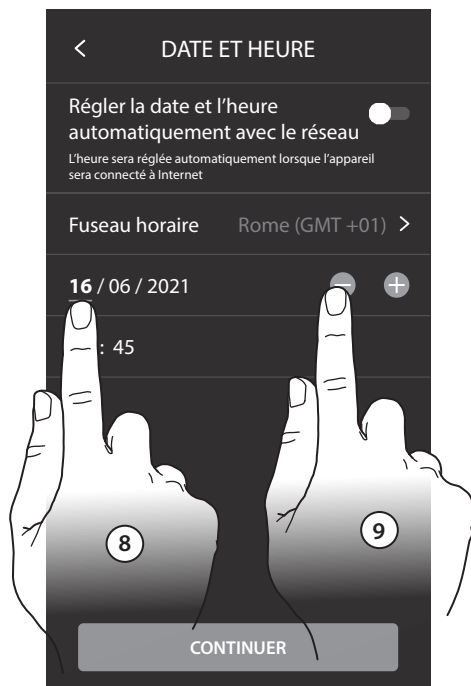 DATE ET HEURE
Régler la date et l'heure
automatiquement avec le réseau
L'heure sera réglée automatiquement lorsque l'appareil
sera connecté à Internet
Fuseau horaire Rome (GMT +01) >
16 / 06 / 2021 − +
: 45
8
9
CONTINUER